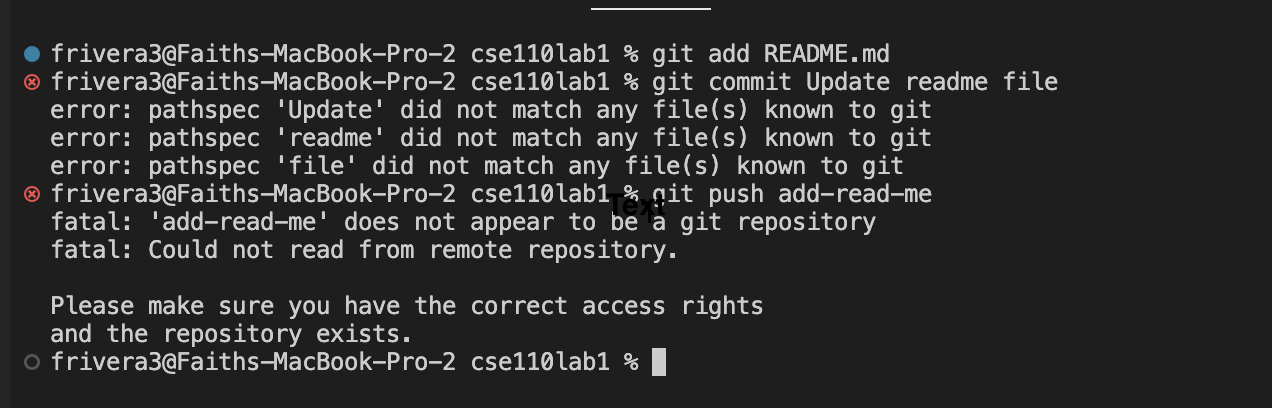 frivera3@Faiths-MacBook-Pro-2 cse110lab1 % git add README.md
frivera3@Faiths-MacBook-Pro-2 cse110lab1 % git commit Update readme file
error: pathspec 'Update' did not match any file(s) known to git
error: pathspec 'readme' did not match any file(s) known to git
error: pathspec 'file' did not match any file(s) known to git
frivera3@Faiths-MacBook-Pro-2 cse110lab1 % git push add-read-me
Text
fatal: 'add-read-me' does not appear to be a git repository
fatal: Could not read from remote repository.
Please make sure you have the correct access rights
and the repository exists.
frivera3@Faiths-MacBook-Pro-2 cse110lab1 %